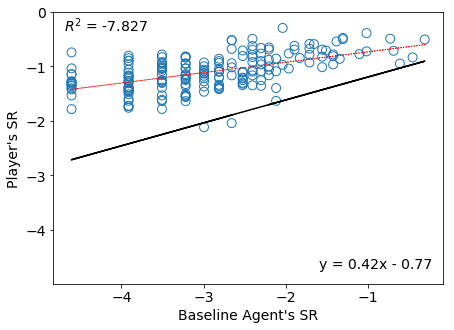 R² = -7.827
0
−1
−2
−3
−4
Player's SR
y = 0.42x - 0.77
−4
−3
−2
−1
Baseline Agent's SR